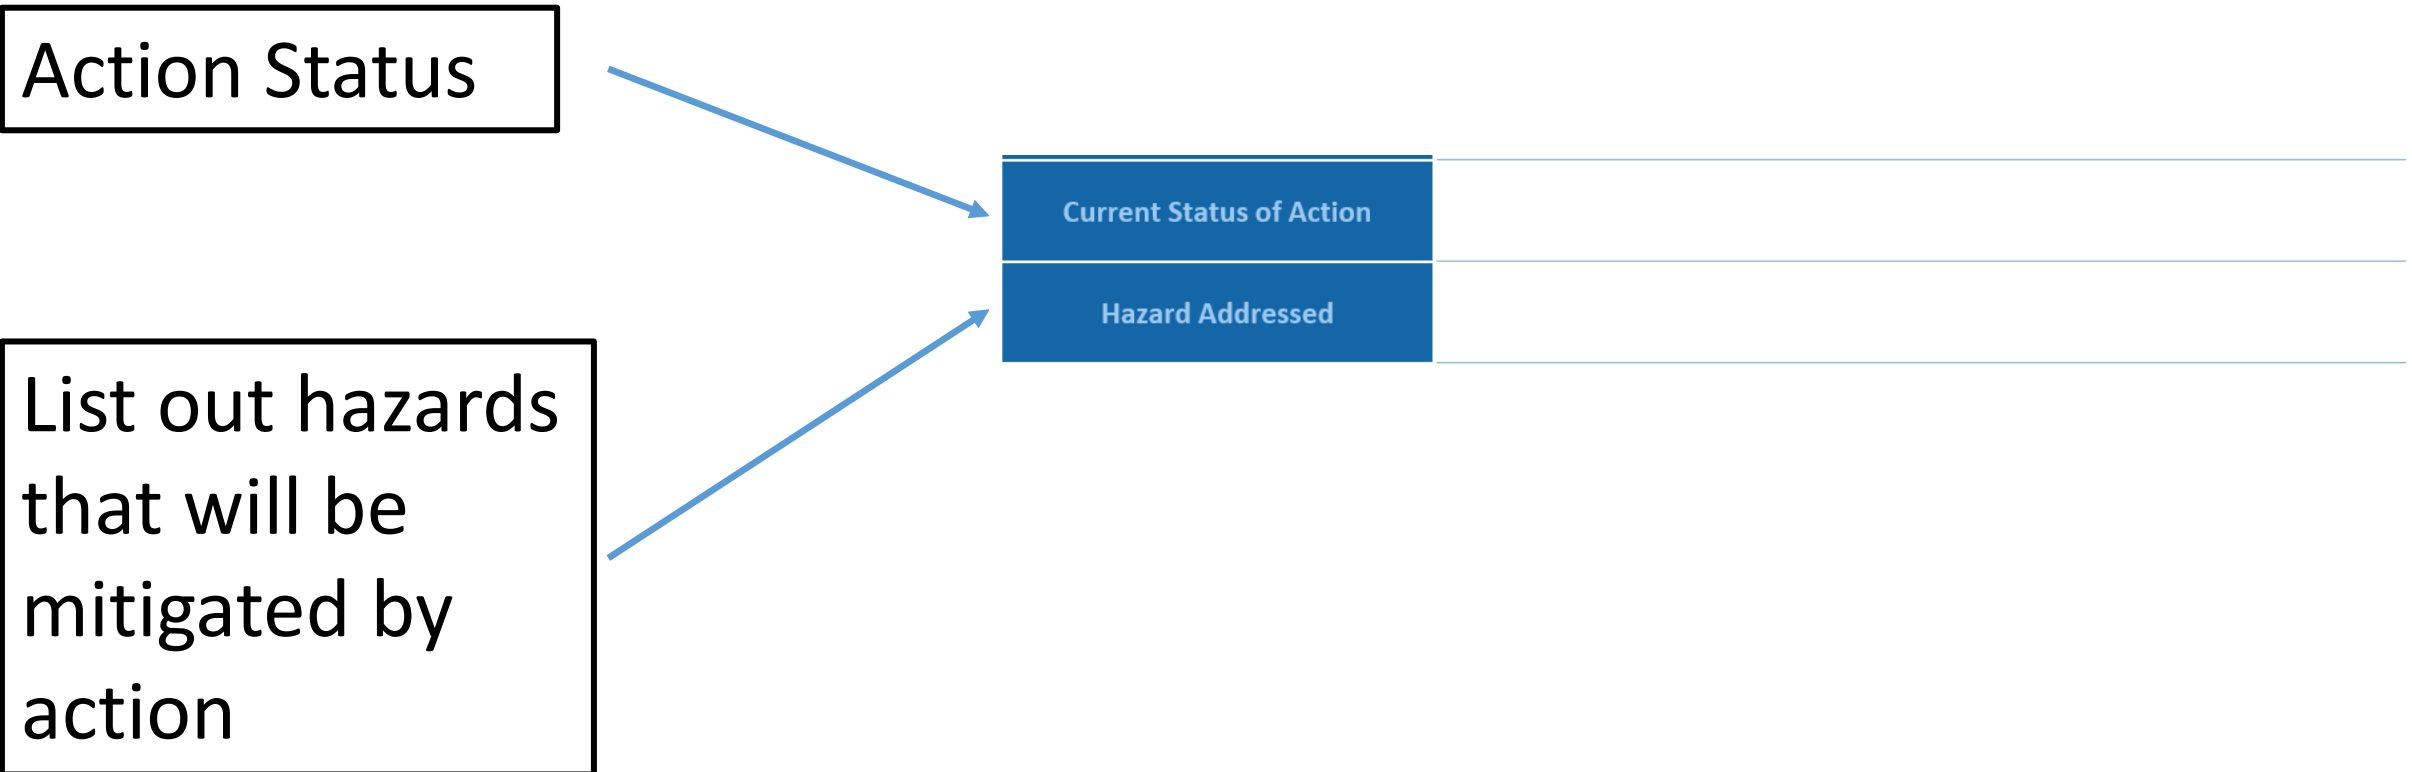 Action Status
Current Status of Action
Hazard Addressed
List out hazards
that will be
mitigated by
action